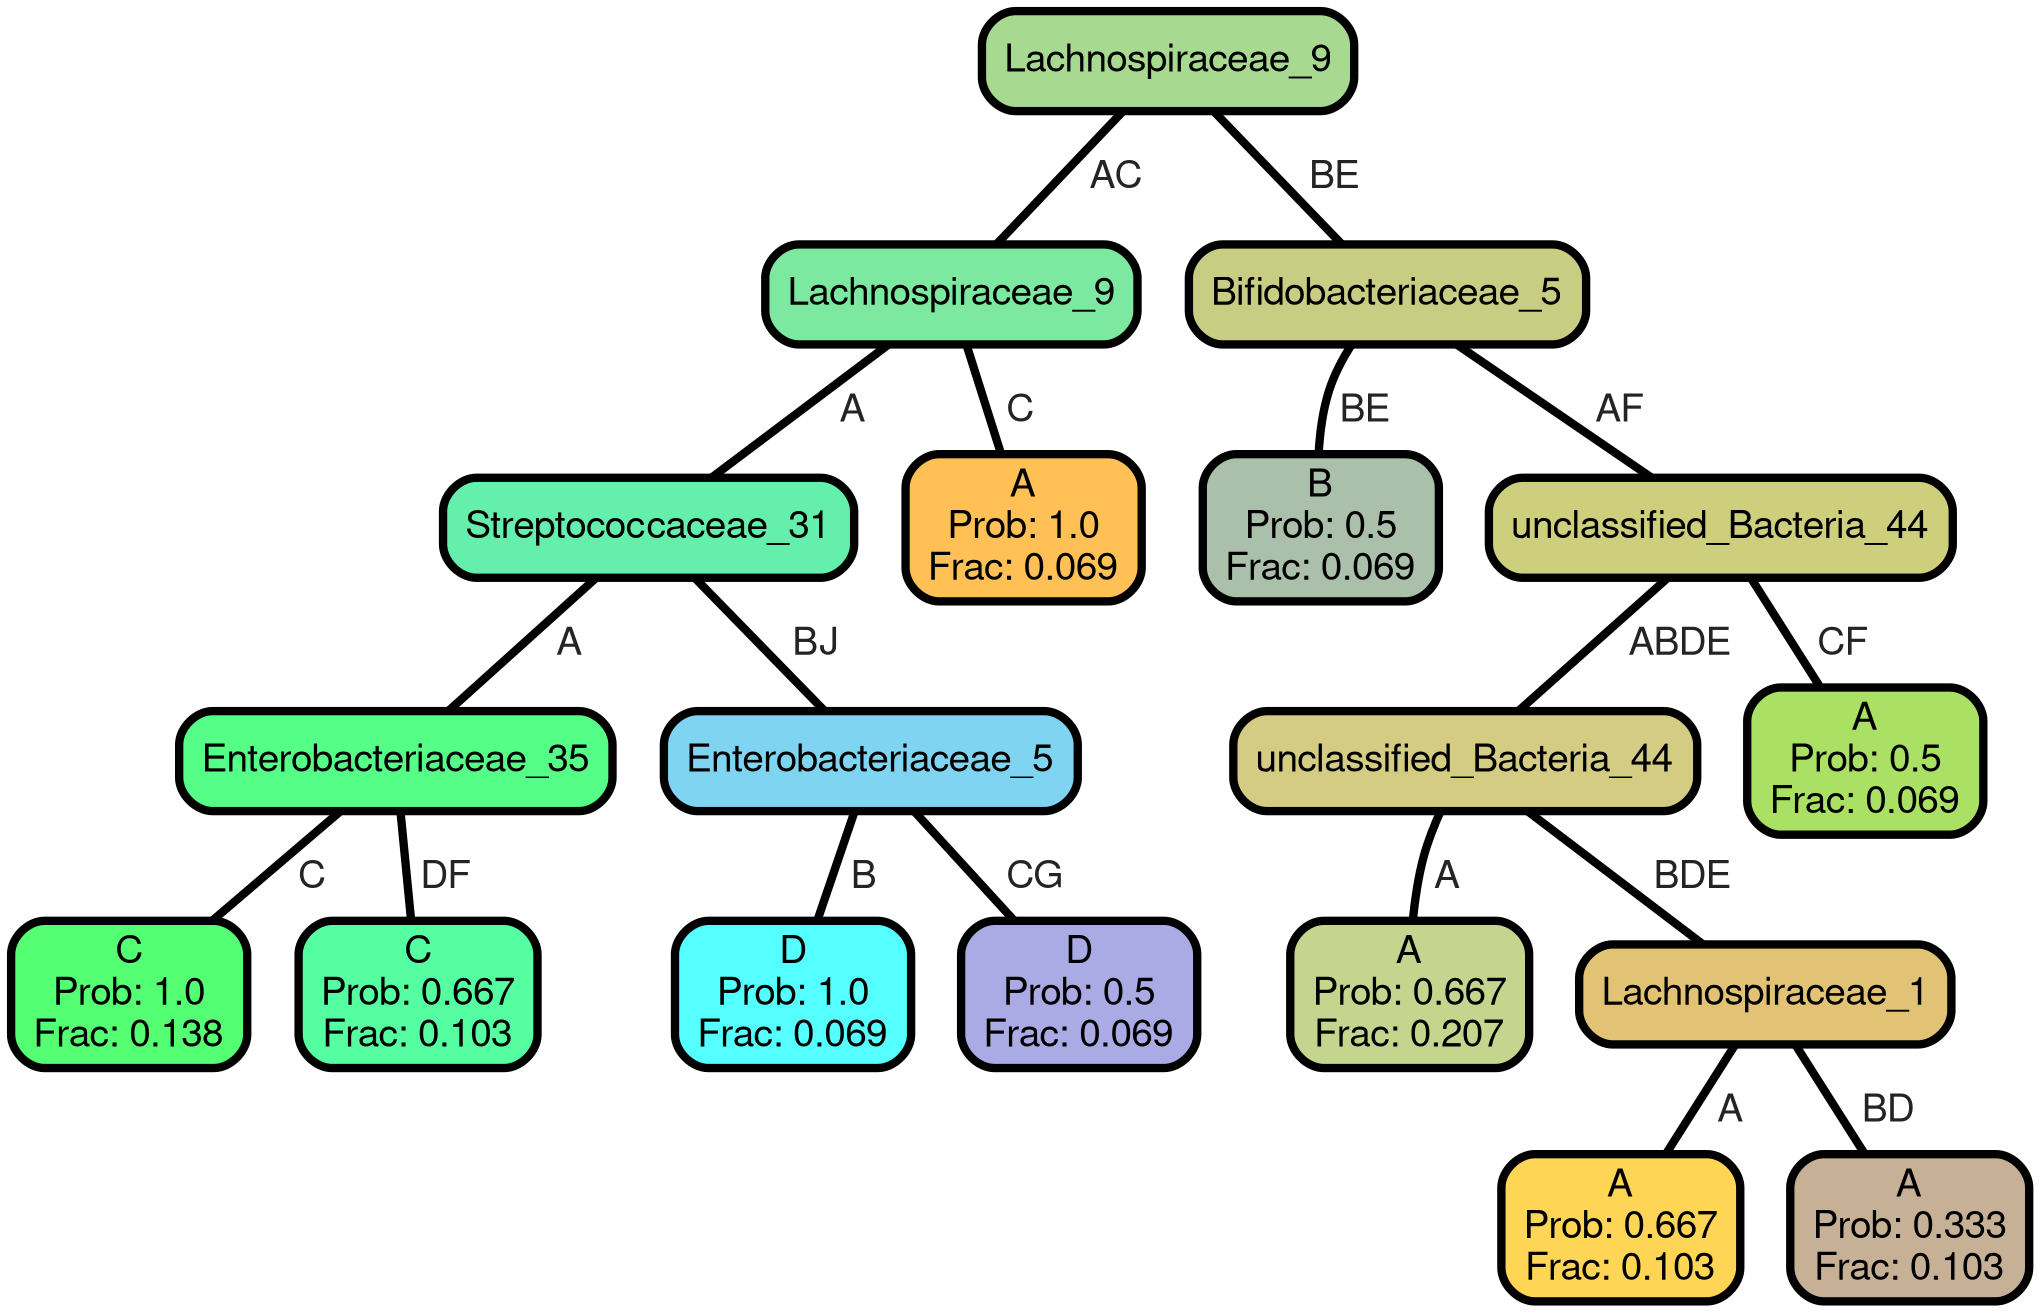 Lachnospiraceae_9
AC
BE
Lachnospiraceae_9
Bifidobacteriaceae_5
A
C
BE
AF
Streptococcaceae_31
A
Prob: 1.0
Frac: 0.069
B
Prob: 0.5
Frac: 0.069
unclassified_Bacteria_44
A
BJ
ABDE
CF
Enterobacteriaceae_35
Enterobacteriaceae_5
unclassified_Bacteria_44
A
Prob: 0.5
Frac: 0.069
C
DF
B
CG
A
BDE
C
Prob: 1.0
Frac: 0.138
C
Prob: 0.667
Frac: 0.103
D
Prob: 1.0
Frac: 0.069
D
Prob: 0.5
Frac: 0.069
A
Prob: 0.667
Frac: 0.207
Lachnospiraceae_1
A
BD
A
Prob: 0.667
Frac: 0.103
A
Prob: 0.333
Frac: 0.103